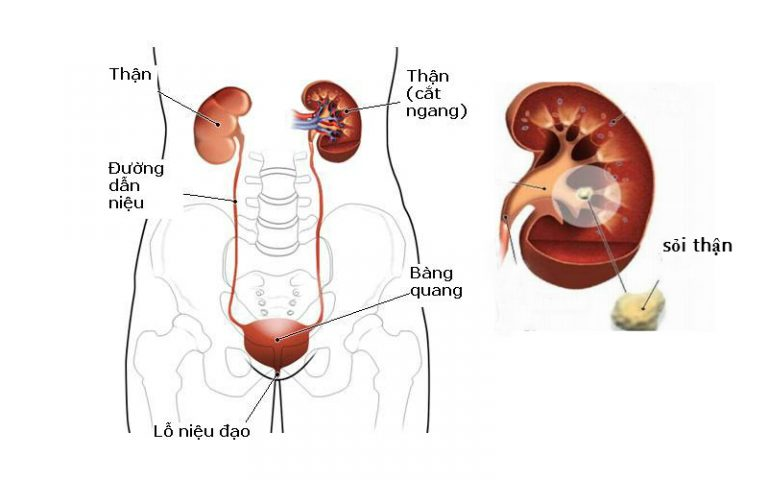 Thận
Thận
(cắt
ngang)
Đường
dẫn
niệu
Bàng
quang
Lỗ niệu đạo
sỏi thận